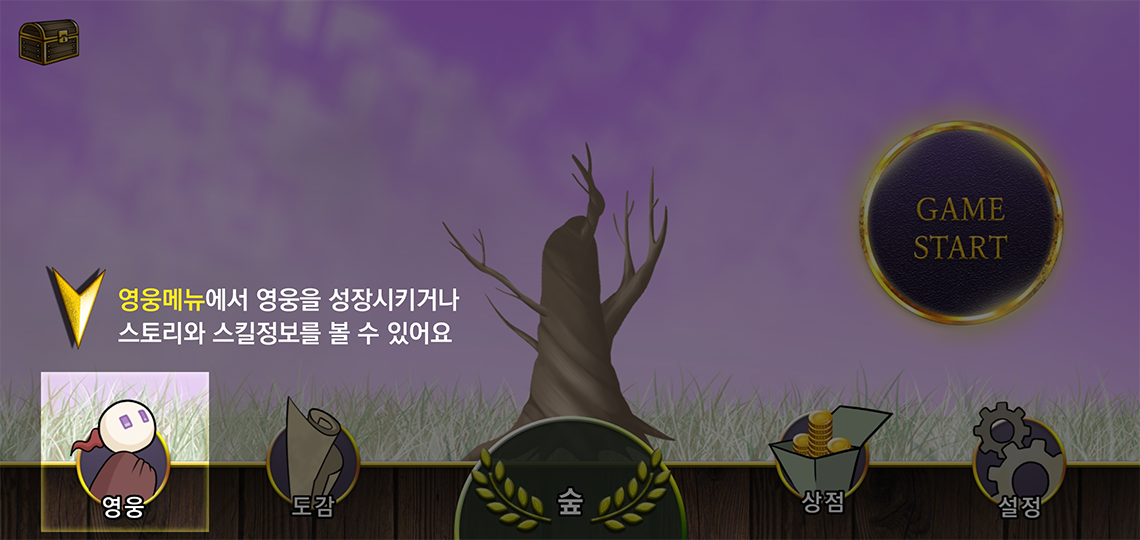 GAME
START
영웅메뉴에서 영웅을 성장시키거나
스토리와 스킬정보를 볼 수 있어요
영웅
도감
숲
상점
설정